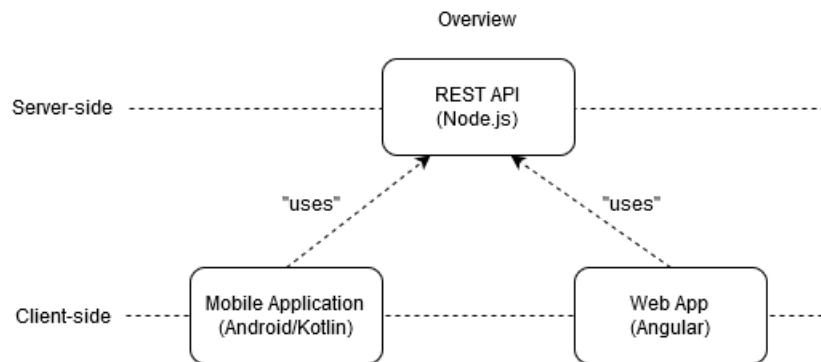 Overview
Server-side
REST API
(Node.js)
"uses"
"uses"
Client-side
Mobile Application
(Android/Kotlin)
Web App
(Angular)